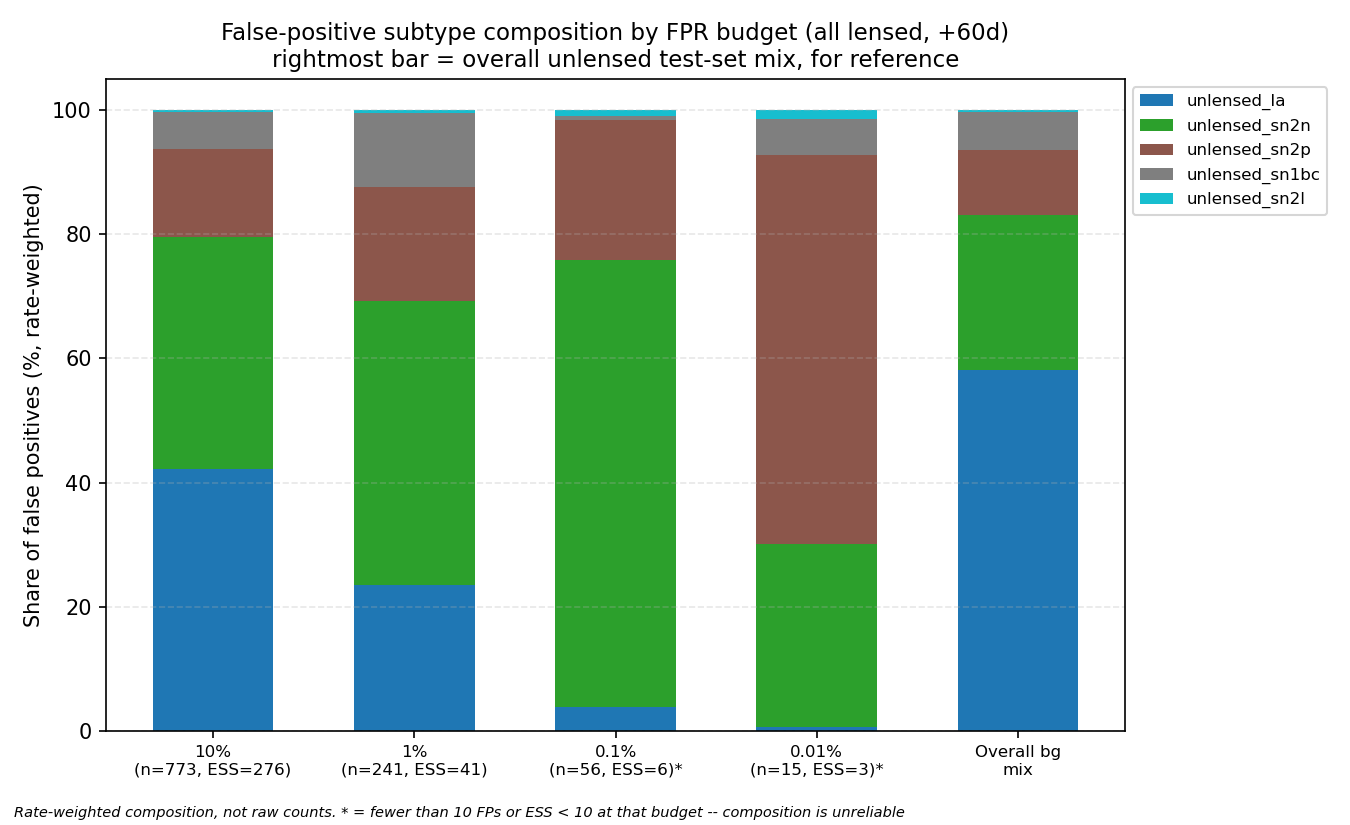 False-positive subtype composition by FPR budget (all lensed, +60d)
rightmost bar = overall unlensed test-set mix, for reference
Share of false positives (%, rate-weighted)
100
80
60
40
20
0
10%
(n=773, ESS=276)
1%
(n=241, ESS=41)
0.1%
(n=56, ESS=6)*
0.01%
(n=15, ESS=3)*
Overall bg
mix
unlensed_Ia
unlensed_sn2n
unlensed_sn2p
unlensed_sn1bc
unlensed_sn2l
Rate-weighted composition, not raw counts. * = fewer than 10 FPs or ESS < 10 at that budget -- composition is unreliable